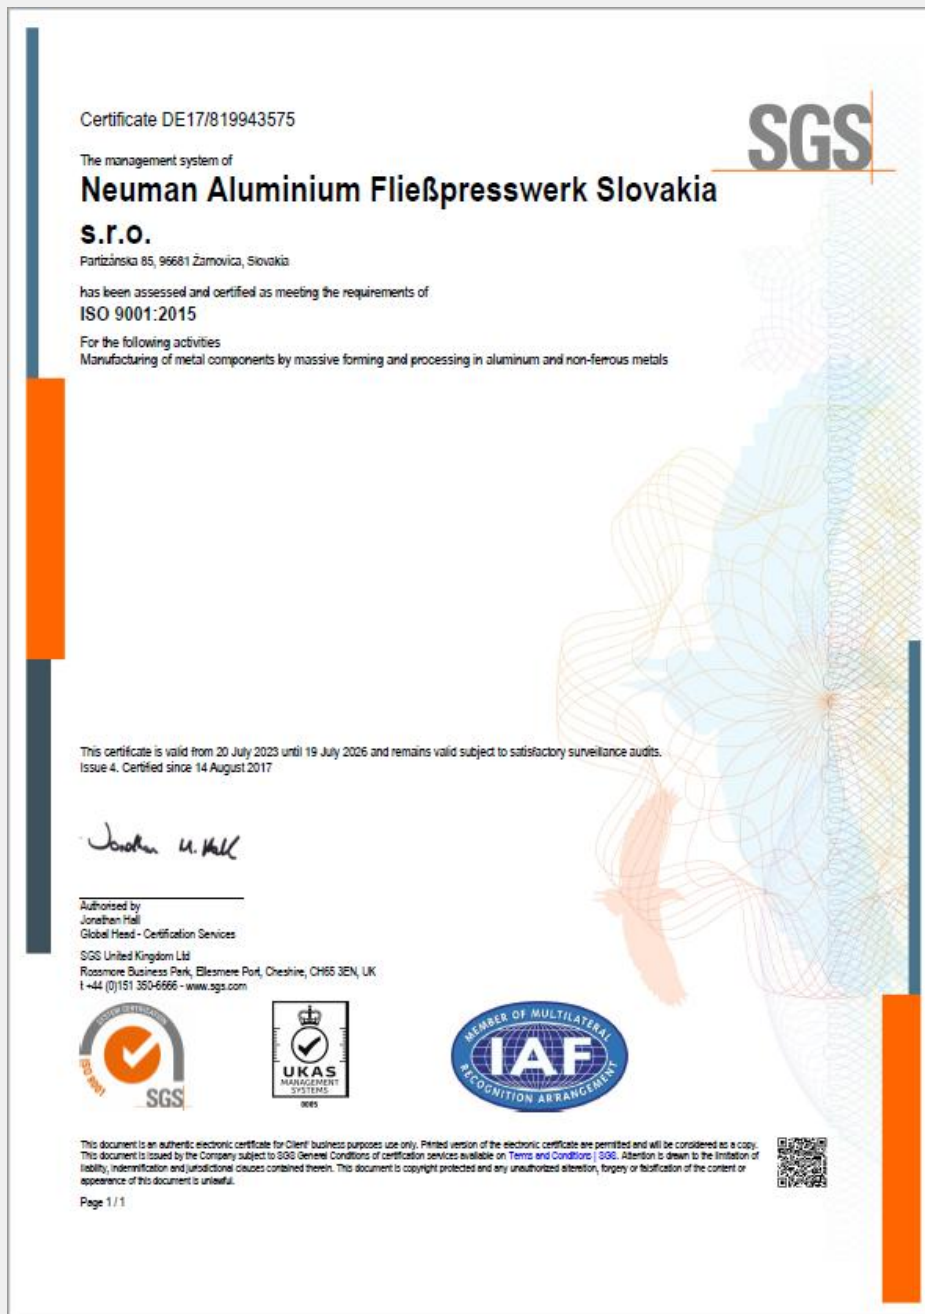 Certificate DE17/819943575
SGS
The management system of
Neuman Aluminium Fließpresswerk Slovakia
s.r.o.
Partizánska 85, 96681 Žarnovica, Slovakia
has been assessed and certified as meeting the requirements of
ISO 9001:2015
For the following activities
Manufacturing of metal components by massive forming and processing in aluminum and non-ferrous metals
This certificate is valid from 20 July 2023 until 19 July 2026 and remains valid subject to satisfactory surveillance audits.
Issue 4. Certified since 14 August 2017
Jonathan H. Hall
Authorised by
Jonathan Hall
Global Head - Certification Services
SGS United Kingdom Ltd
Rossmore Business Park, Ellesmere Port, Cheshire, CH65 3EN, UK
t +44 (0)151 350-6666 - www.sgs.com
SYSTEM CERTIFICATION
ISO 9001
SGS
UKAS
MANAGEMENT
SYSTEMS
0005
MEMBER OF MULTILATERAL
IAF
RECOGNITION ARRANGEMENT
This document is an authentic electronic certificate for Client' business purposes use only. Printed version of the electronic certificate are permitted and will be considered as a copy.
This document is issued by the Company subject to SGS General Conditions of certification services available on Terms and Conditions | SGS. Attention is drawn to the limitation of
liability, indemnification and jurisdictional clauses contained therein. This document is copyright protected and any unauthorized alteration, forgery or falsification of the content or
appearance of this document is unlawful.
Page 1 / 1